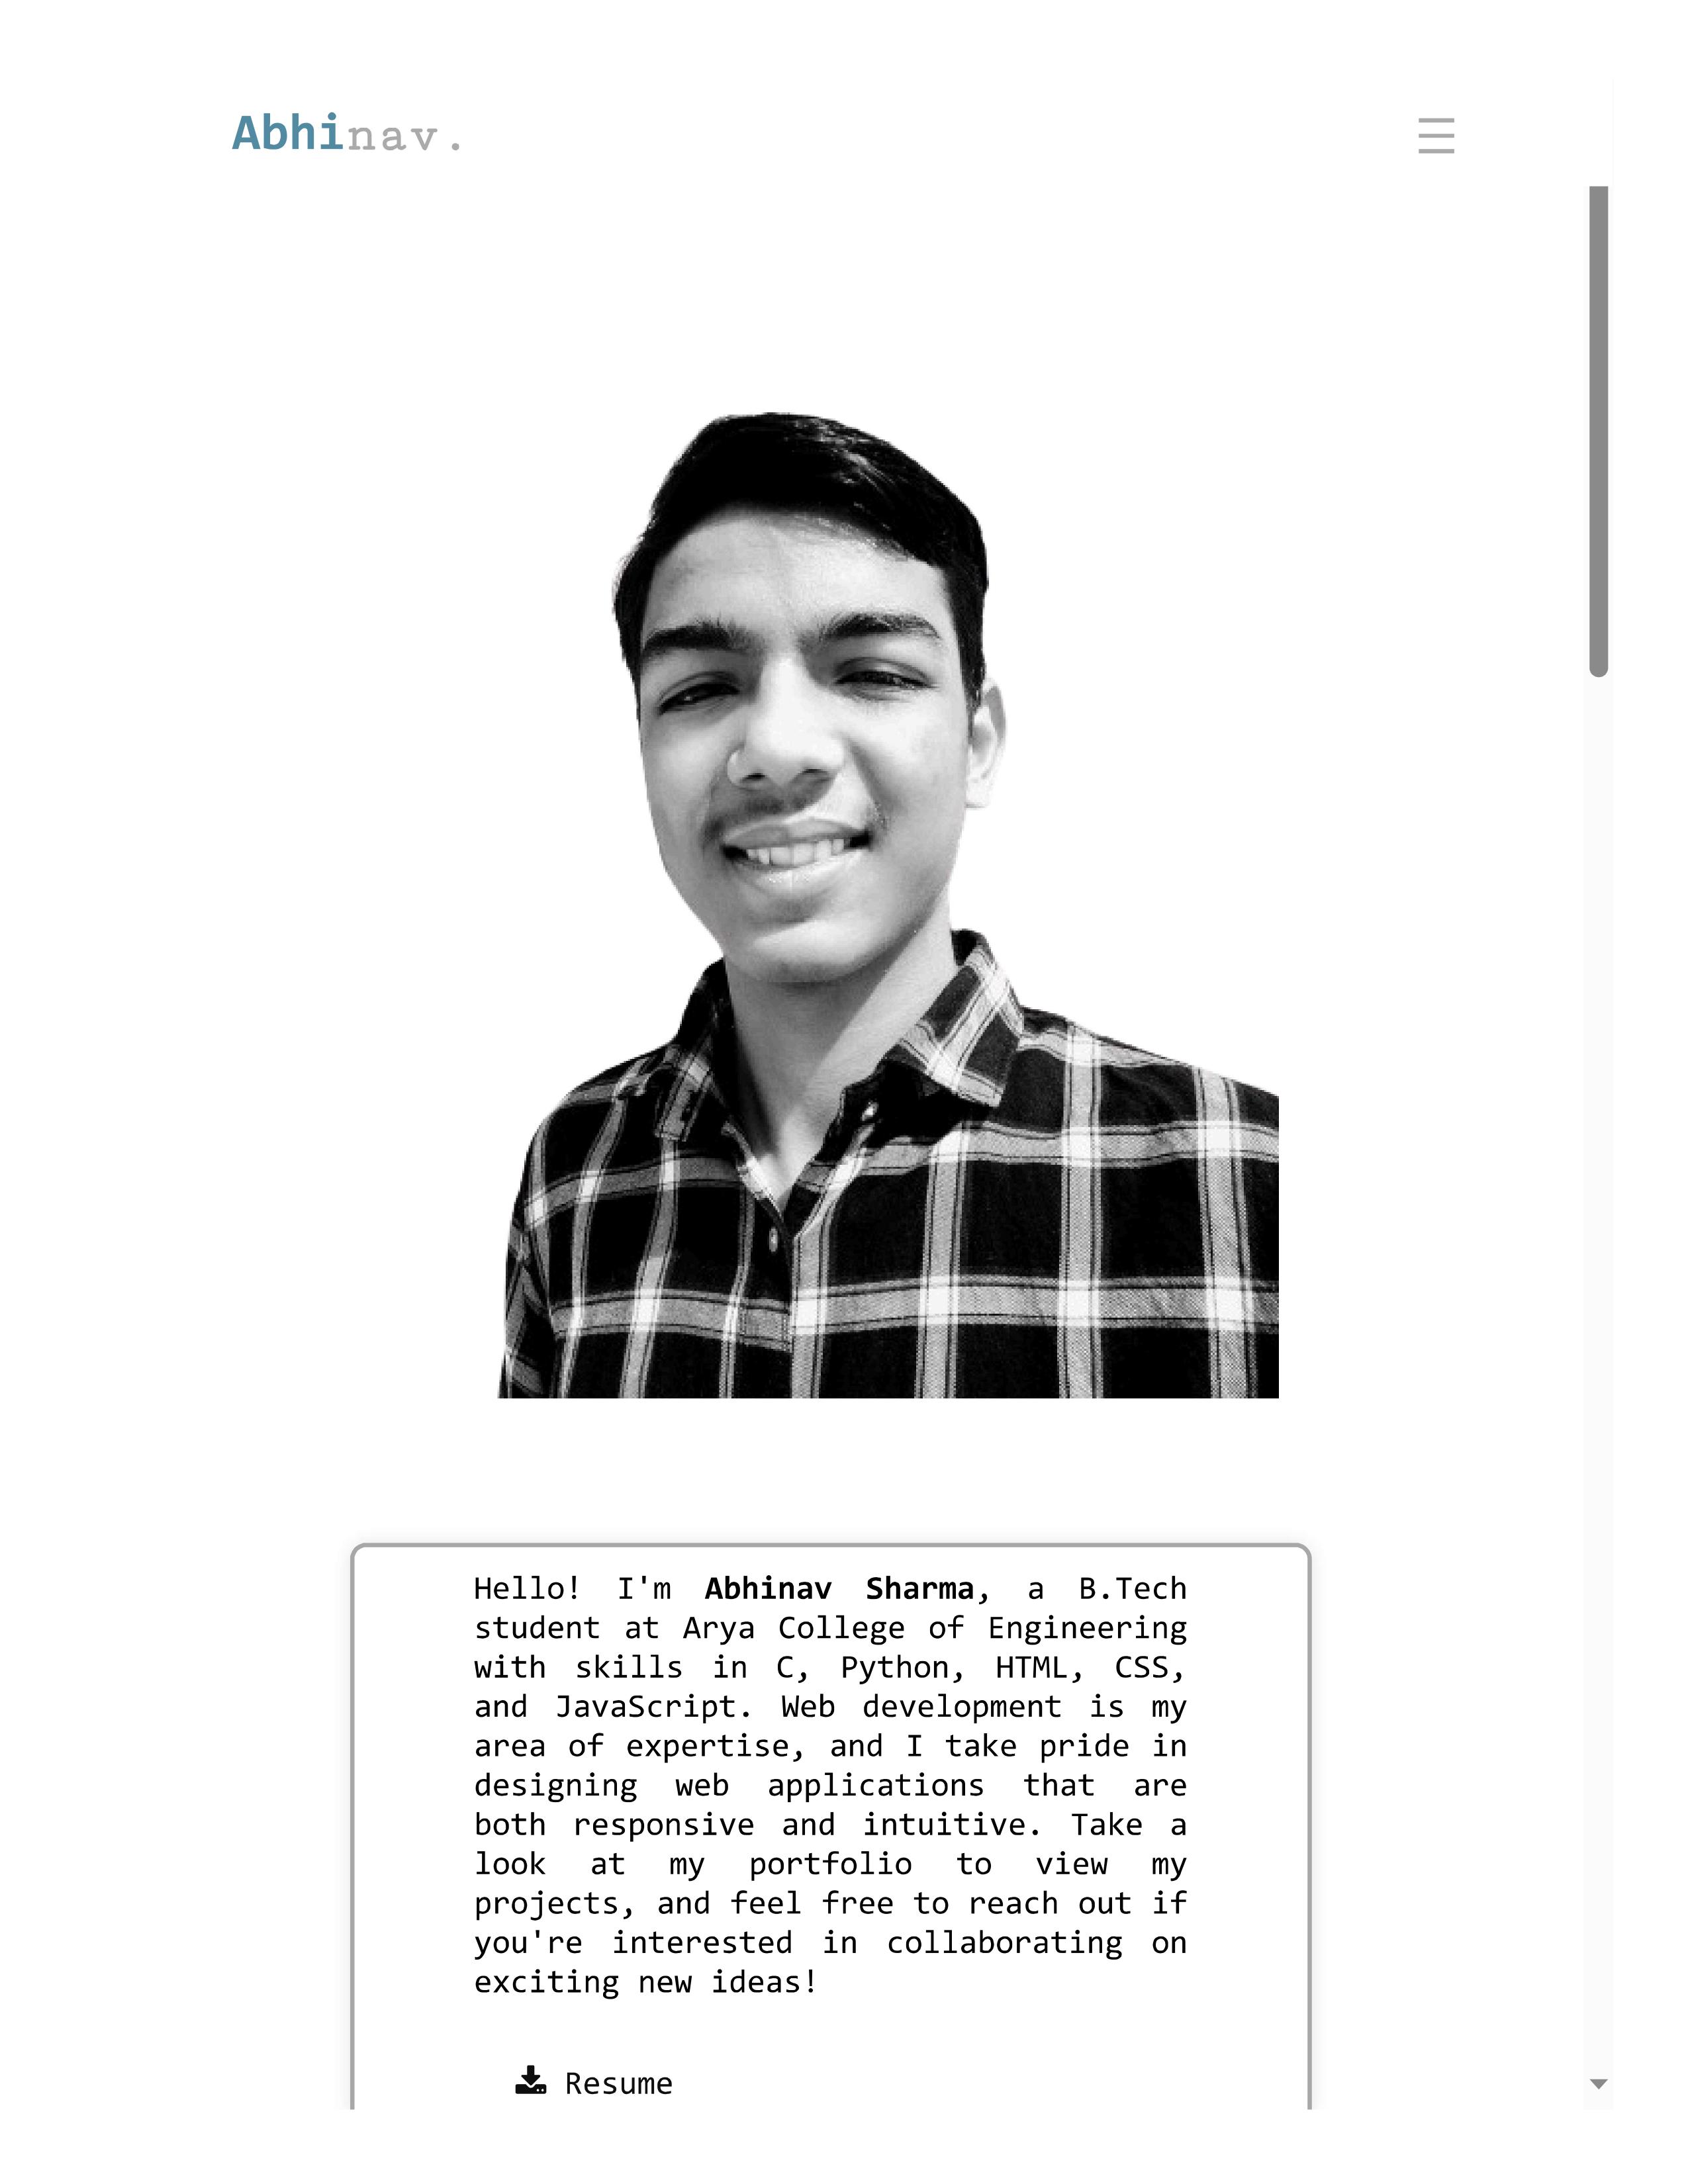 Abhinav.
Hello! I'm Abhinav Sharma, a B.Tech
student at Arya College of Engineering
with skills in C, Python, HTML, CSS,
and JavaScript. Web development is my
area of expertise, and I take pride in
designing web applications that are
both responsive and intuitive. Take a
look at my portfolio to view my
projects, and feel free to reach out if
you're interested in collaborating on
exciting new ideas!
Resume